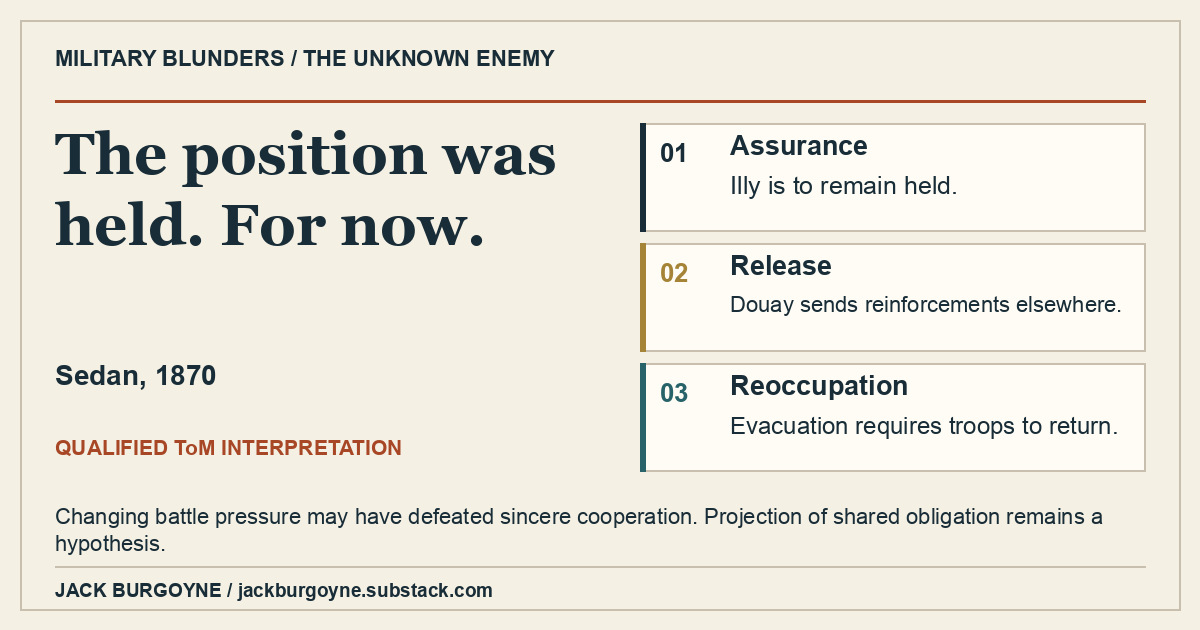 MILITARY BLUNDERS / THE UNKNOWN ENEMY
The position was
held. For now.
Sedan, 1870
QUALIFIED ToM INTERPRETATION
01
Assurance
Illy is to remain held.
02
Release
Douay sends reinforcements elsewhere.
03
Reoccupation
Evacuation requires troops to return.
Changing battle pressure may have defeated sincere cooperation. Projection of shared obligation remains a
hypothesis.
JACK BURGOYNE / jackburgoyne.substack.com